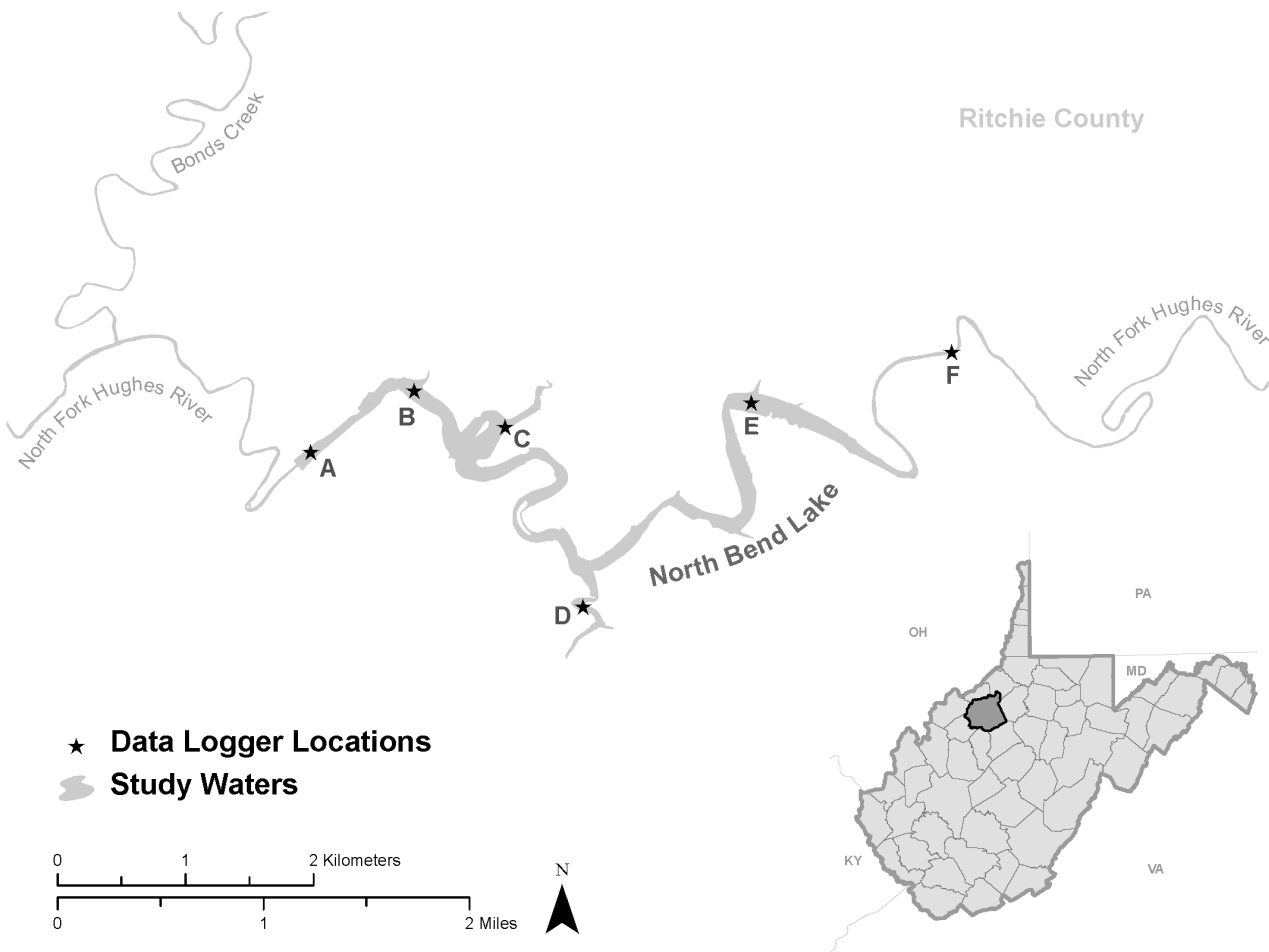 Bonds Creek
Ritchie County
North Fork Hughes River
North Fork Hughes River
F
B
E
C
A
North Bend Lake
D
PA
OH
MD
Data Logger Locations
Study Waters
0 1 2 Kilometers
N
KY
VA
0 1 2 Miles